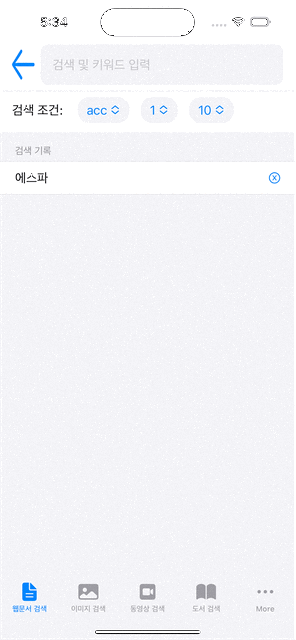 5:34
검색 및 키워드 입력
검색 조건: acc 1 10
검색 기록
에스파
웹문서 검색 이미지 검색 동영상 검색 도서 검색 More